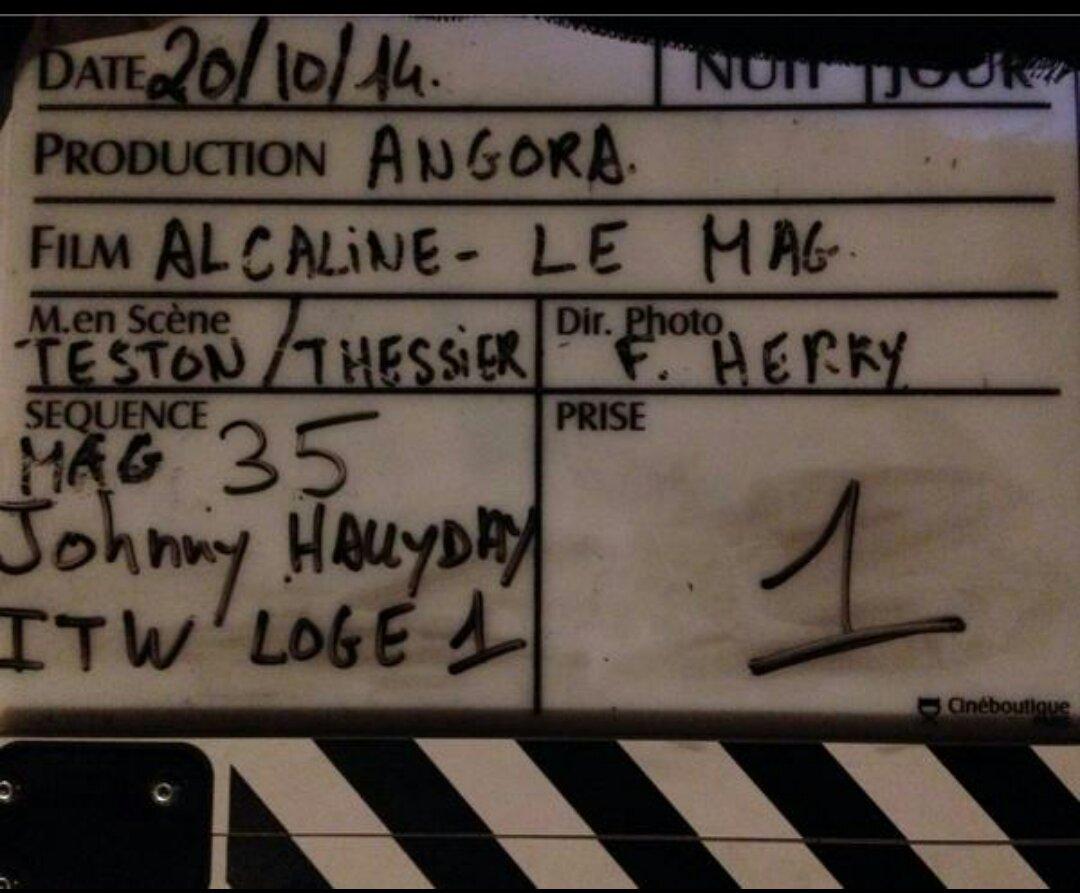 DATE 20/10/14. NUIT JOUR
PRODUCTION ANGORA.
FILM ALCALINE - LE MAG.
M.en Scène
TESTON / THESSIER
Dir. Photo
F. HERRY
SEQUENCE
MAG 35
Johnny HALLYDAY
ITW LOGE 1
PRISE
1
Cinéboutique